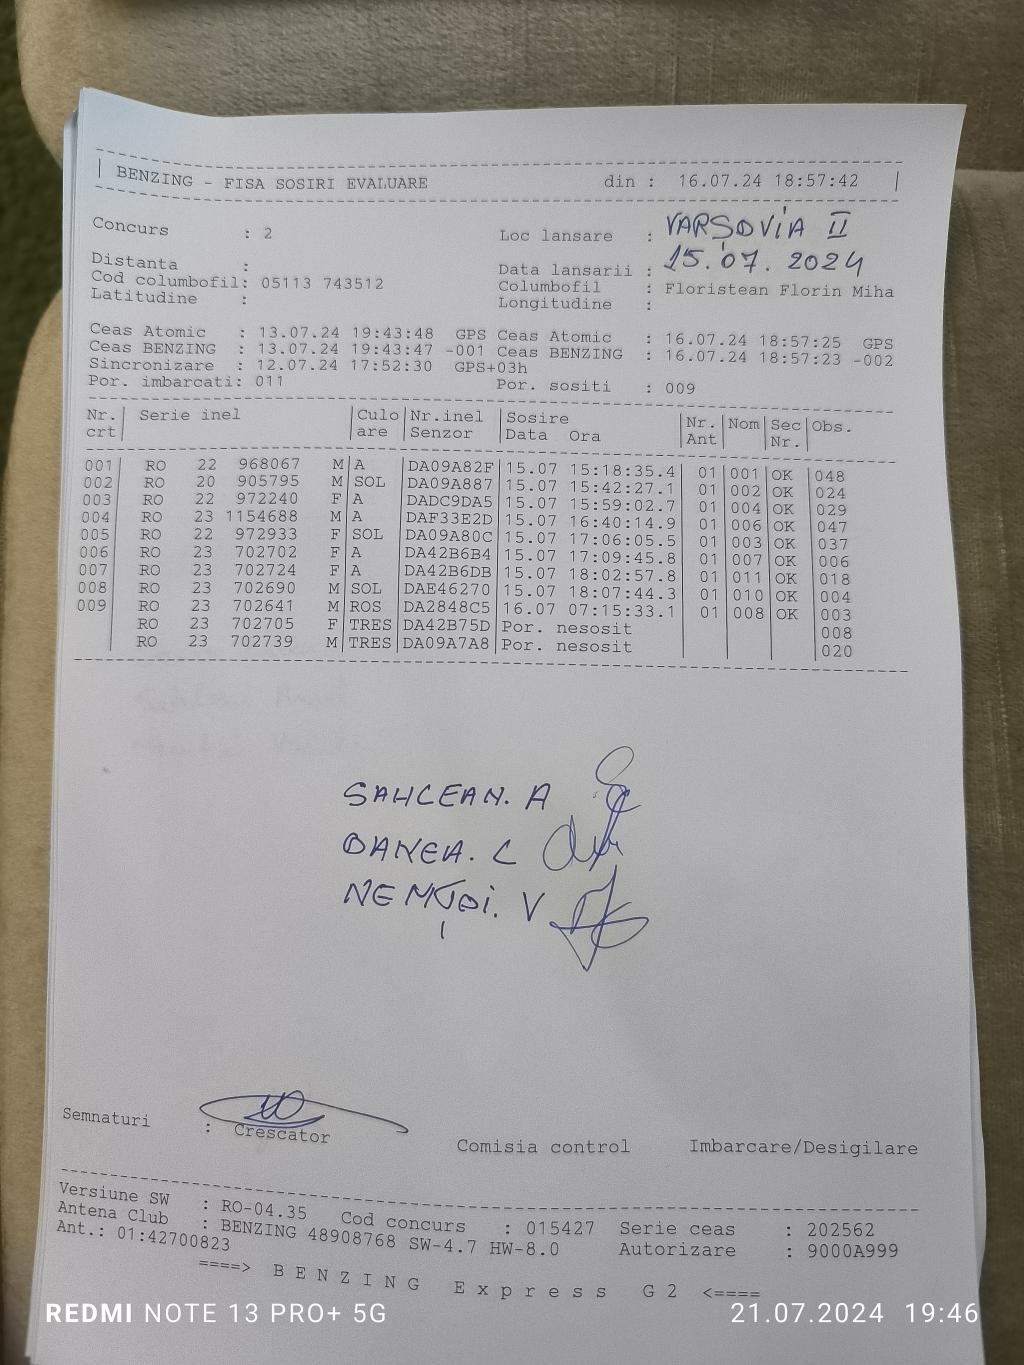 BENZING - FISA SOSIRI EVALUARE din : 16.07.24 18:57:42
Concurs : 2 Loc lansare : VARȘOVIA II
Distanta : Data lansarii : 15.07.2024
Cod columbofil: 05113 743512 Columbofil : Floristean Florin Miha
Latitudine : Longitudine :
Ceas Atomic : 13.07.24 19:43:48 GPS Ceas Atomic : 16.07.24 18:57:25 GPS
Ceas BENZING : 13.07.24 19:43:47 -001 Ceas BENZING : 16.07.24 18:57:23 -002
Sincronizare : 12.07.24 17:52:30 GPS+03h
Por. imbarcati: 011 Por. sositi : 009
Nr. Serie inel Culo Nr.inel Sosire Nr. Nom Sec Obs.
crt are Senzor Data Ora Ant Nr.
001 RO 22 968067 M A DA09A82F 15.07 15:18:35.4 01 001 OK 048
002 RO 20 905795 M SOL DA09A887 15.07 15:42:27.1 01 002 OK 024
003 RO 22 972240 F A DADC9DA5 15.07 15:59:02.7 01 004 OK 029
004 RO 23 1154688 M A DAF33E2D 15.07 16:40:14.9 01 006 OK 047
005 RO 22 972933 F SOL DA09A80C 15.07 17:06:05.5 01 003 OK 037
006 RO 23 702702 F A DA42B6B4 15.07 17:09:45.8 01 007 OK 006
007 RO 23 702724 F A DA42B6DB 15.07 18:02:57.8 01 011 OK 018
008 RO 23 702690 M SOL DAE46270 15.07 18:07:44.3 01 010 OK 004
009 RO 23 702641 M ROS DA2848C5 16.07 07:15:33.1 01 008 OK 003
RO 23 702705 F TRES DA42B75D Por. nesosit 008
RO 23 702739 M TRES DA09A7A8 Por. nesosit 020
SALCEAN. A
OANEA. C
NEMȚOI. V
Semnaturi : Crescator Comisia control Imbarcare/Desigilare
Versiune SW : RO-04.35 Cod concurs : 015427 Serie ceas : 202562
Antena Club : BENZING 48908768 SW-4.7 HW-8.0 Autorizare : 9000A999
Ant.: 01:42700823
====> B E N Z I N G E x p r e s s G 2 <====
REDMI NOTE 13 PRO+ 5G 21.07.2024 19:46